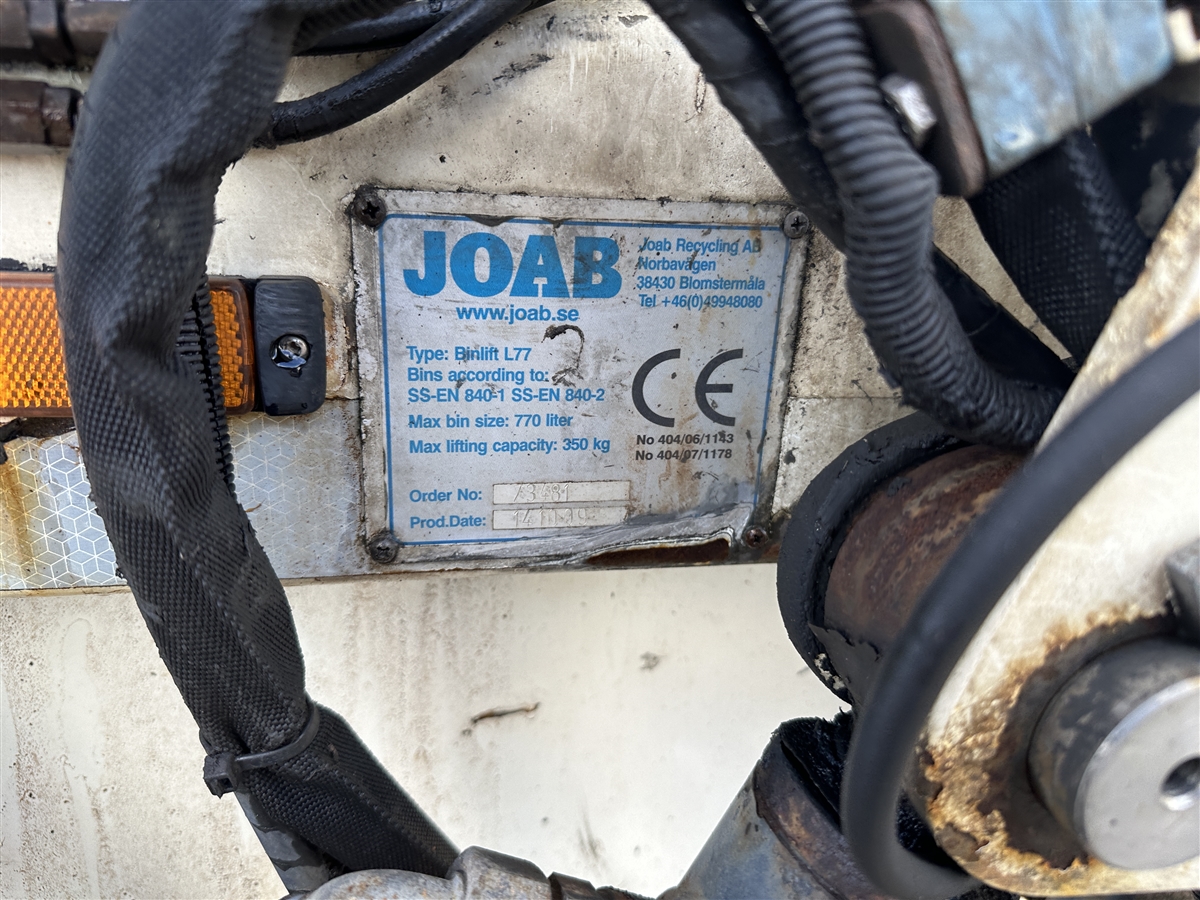 JOAB
www.joab.se
Joab Recycling AB
Norbavägen
38430 Blomstermåla
Tel +46(0)49948080
Type: Binlift L77
Bins according to:
SS-EN 840-1 SS-EN 840-2
Max bin size: 770 liter
Max lifting capacity: 350 kg
CE
No 404/06/1143
No 404/07/1178
Order No:
Prod.Date: